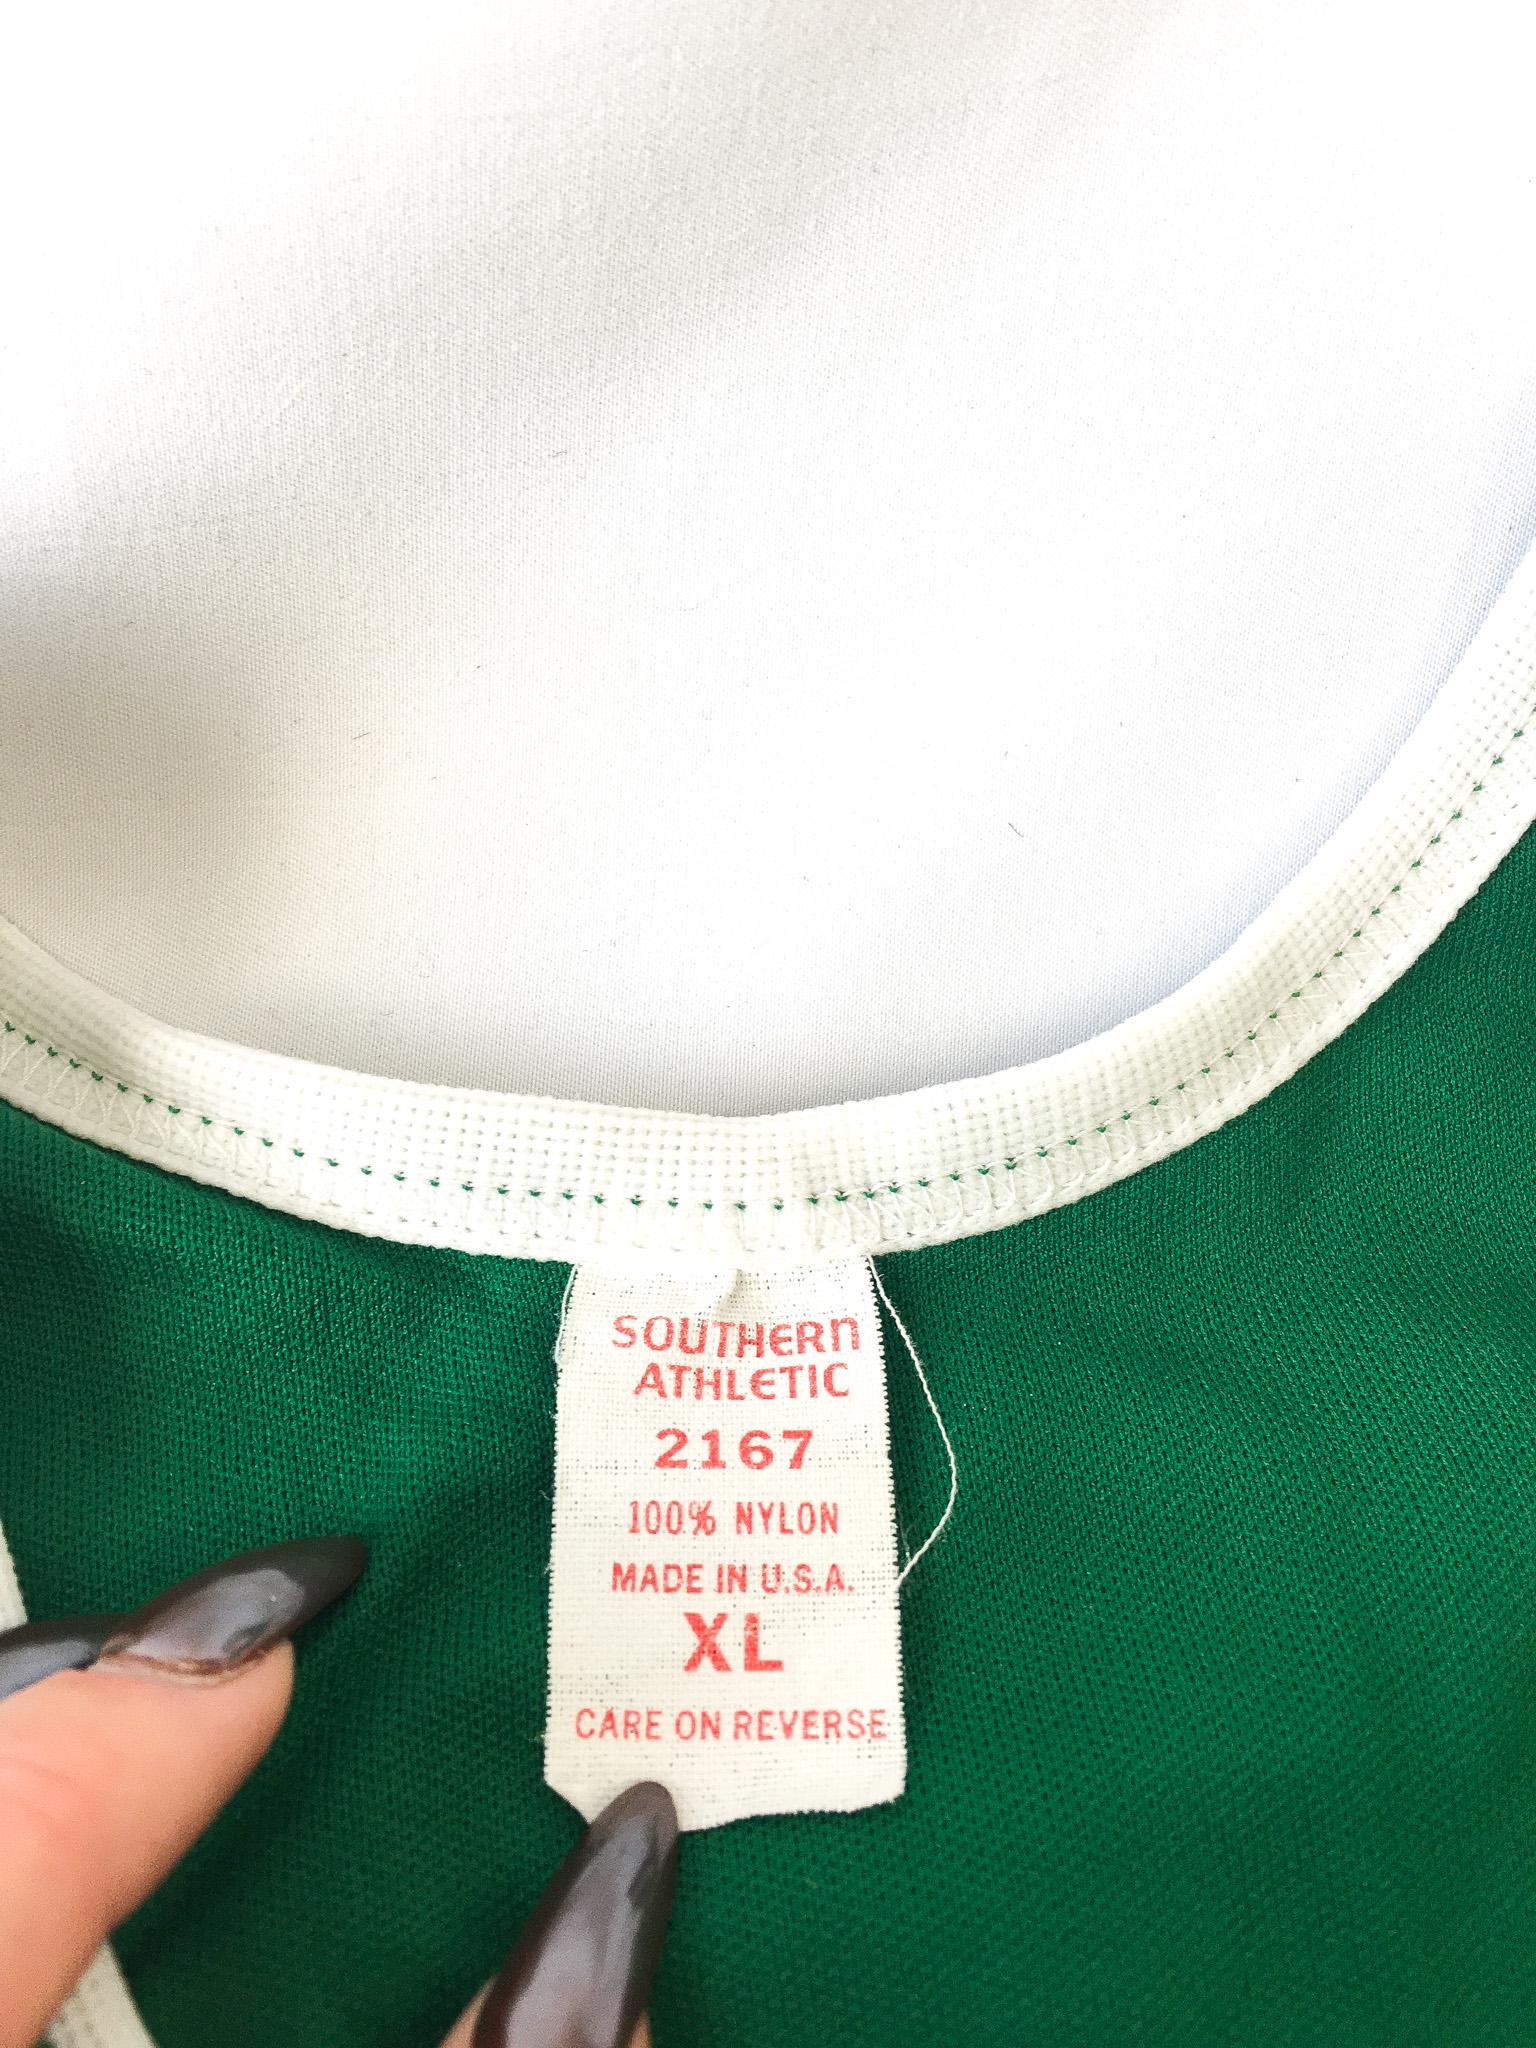 SOUTHERN
ATHLETIC
2167
100% NYLON
MADE IN U.S.A.
XL
CARE ON REVERSE